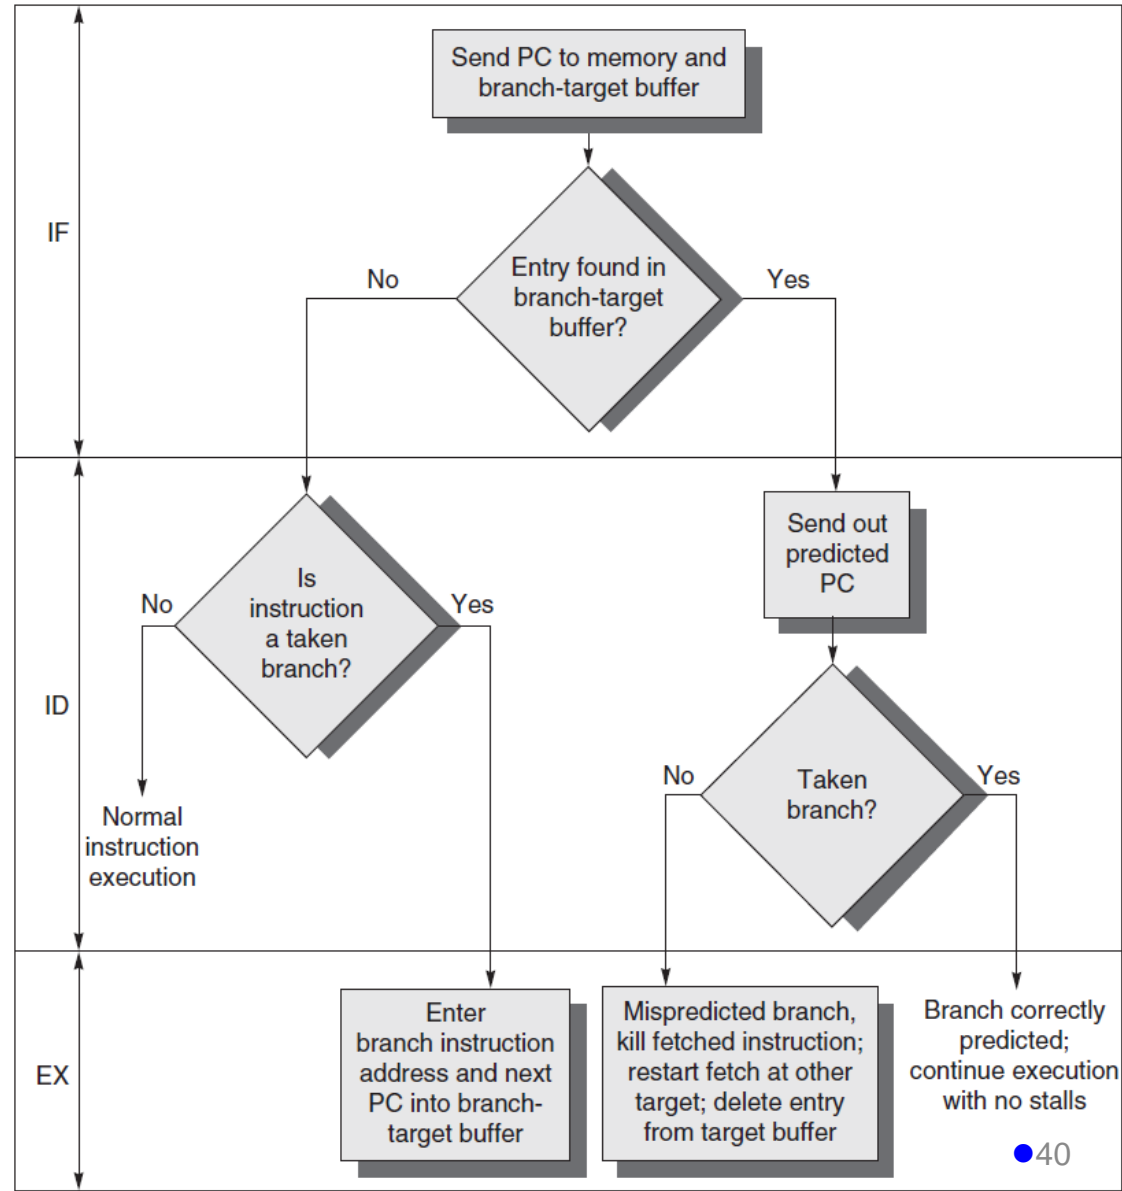 Send PC to memory and
branch-target buffer
IF
No
Entry found in
branch-target
buffer?
Yes
ID
No
Is
instruction
a taken
branch?
Yes
Send out
predicted
PC
Normal
instruction
execution
No
Taken
branch?
Yes
EX
Enter
branch instruction
address and next
PC into branch-
target buffer
Mispredicted branch,
kill fetched instruction;
restart fetch at other
target; delete entry
from target buffer
Branch correctly
predicted;
continue execution
with no stalls
●40